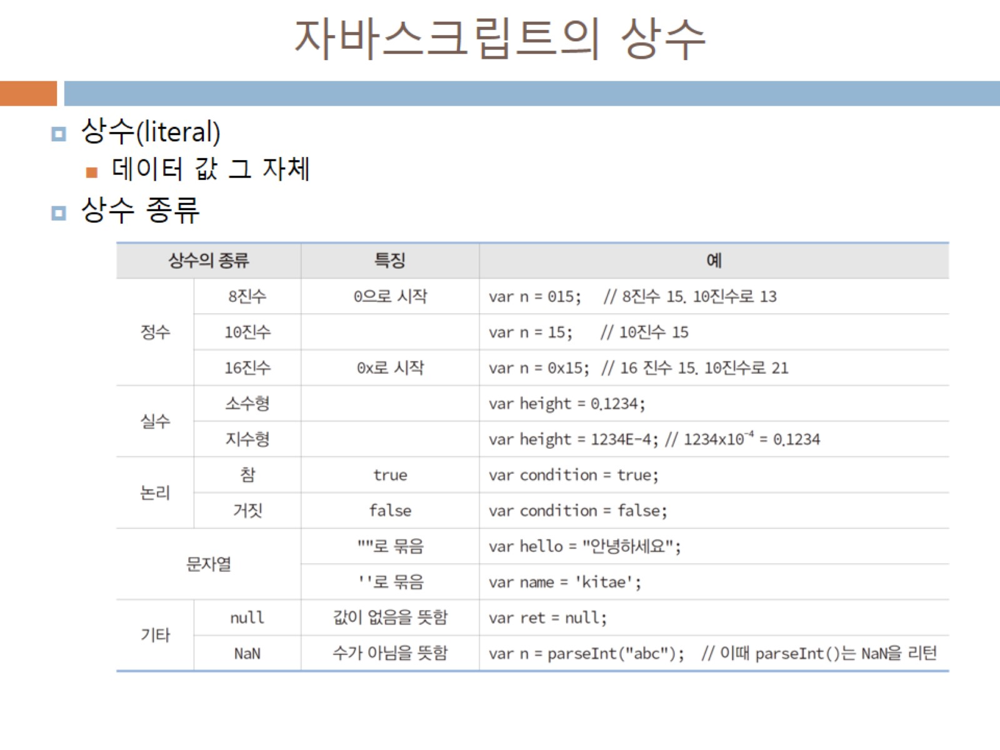 자바스크립트의 상수
상수(literal)
데이터 값 그 자체
상수 종류
상수의 종류 특징 예
정수 8진수 0으로 시작 var n = 015; // 8진수 15. 10진수로 13
10진수 var n = 15; // 10진수 15
16진수 0x로 시작 var n = 0x15; // 16 진수 15. 10진수로 21
실수 소수형 var height = 0.1234;
지수형 var height = 1234E-4; // 1234x10⁻⁴ = 0.1234
논리 참 true var condition = true;
거짓 false var condition = false;
문자열 ""로 묶음 var hello = "안녕하세요";
''로 묶음 var name = 'kitae';
기타 null 값이 없음을 뜻함 var ret = null;
NaN 수가 아님을 뜻함 var n = parseInt("abc"); // 이때 parseInt()는 NaN을 리턴